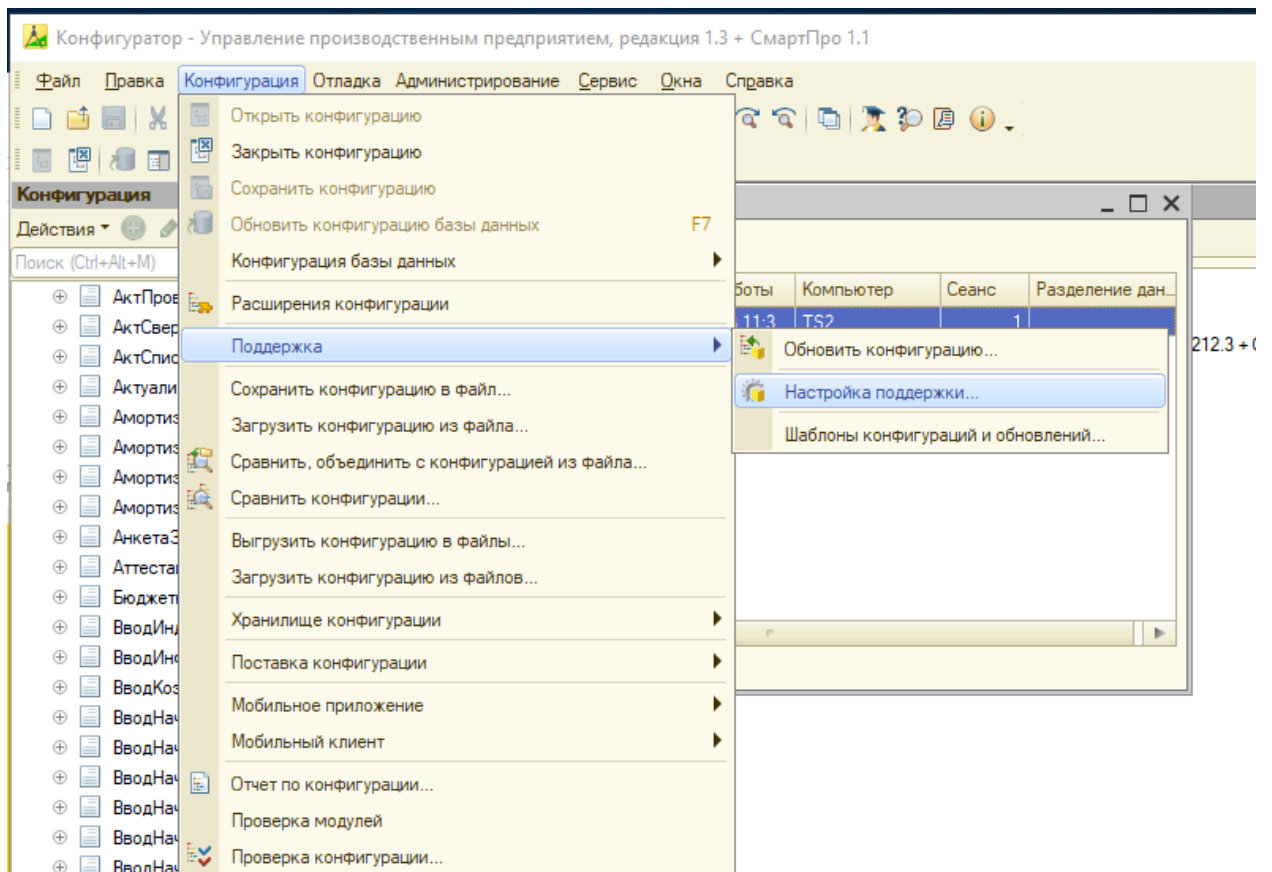 Конфигуратор - Управление производственным предприятием, редакция 1.3 + СмартПро 1.1
Файл Правка Конфигурация Отладка Администрирование Сервис Окна Справка
Конфигурация
Действия
Поиск (Ctrl+Alt+M)
АктПров
АктСвер
АктСпис
Актуали
Амортиз
Амортиз
Амортиз
Амортиз
АнкетаЗ
Аттеста
Бюджет
ВводИнд
ВводИно
ВводКоз
ВводНач
ВводНач
ВводНач
ВводНач
ВводНач
ВводНач
Открыть конфигурацию
Закрыть конфигурацию
Сохранить конфигурацию
Обновить конфигурацию базы данных F7
Конфигурация базы данных
Расширения конфигурации
Поддержка
Сохранить конфигурацию в файл...
Загрузить конфигурацию из файла...
Сравнить, объединить с конфигурацией из файла...
Сравнить конфигурации...
Выгрузить конфигурацию в файлы...
Загрузить конфигурацию из файлов...
Хранилище конфигурации
Поставка конфигурации
Мобильное приложение
Мобильный клиент
Отчет по конфигурации...
Проверка модулей
Проверка конфигурации...
боты Компьютер Сеанс Разделение дан...
11:3 TS2 1
Обновить конфигурацию...
Настройка поддержки...
Шаблоны конфигураций и обновлений...
212.3 +